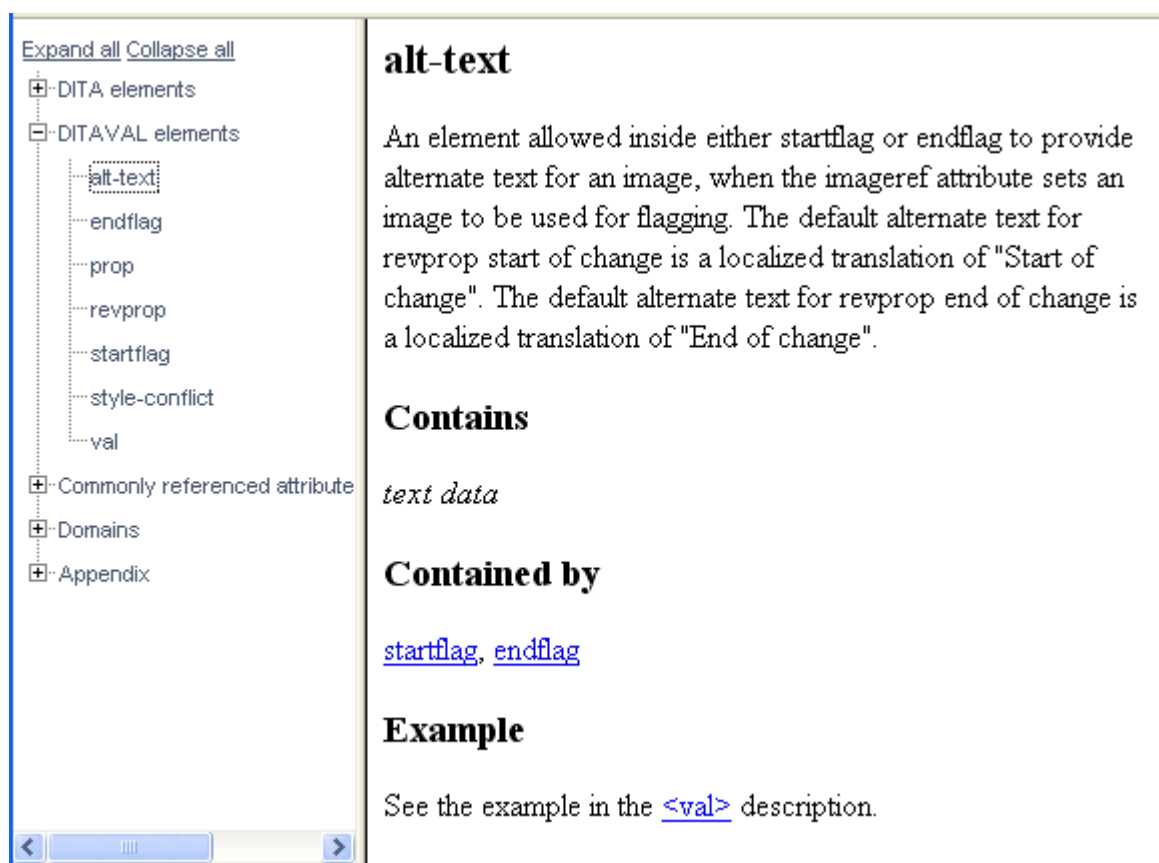 Expand all Collapse all
DITA elements
DITAVAL elements
alt-text
endflag
prop
revprop
startflag
style-conflict
val
Commonly referenced attribute
Domains
Appendix
alt-text
An element allowed inside either startflag or endflag to provide
alternate text for an image, when the imageref attribute sets an
image to be used for flagging. The default alternate text for
revprop start of change is a localized translation of "Start of
change". The default alternate text for revprop end of change is
a localized translation of "End of change".
Contains
text data
Contained by
startflag, endflag
Example
See the example in the <val> description.